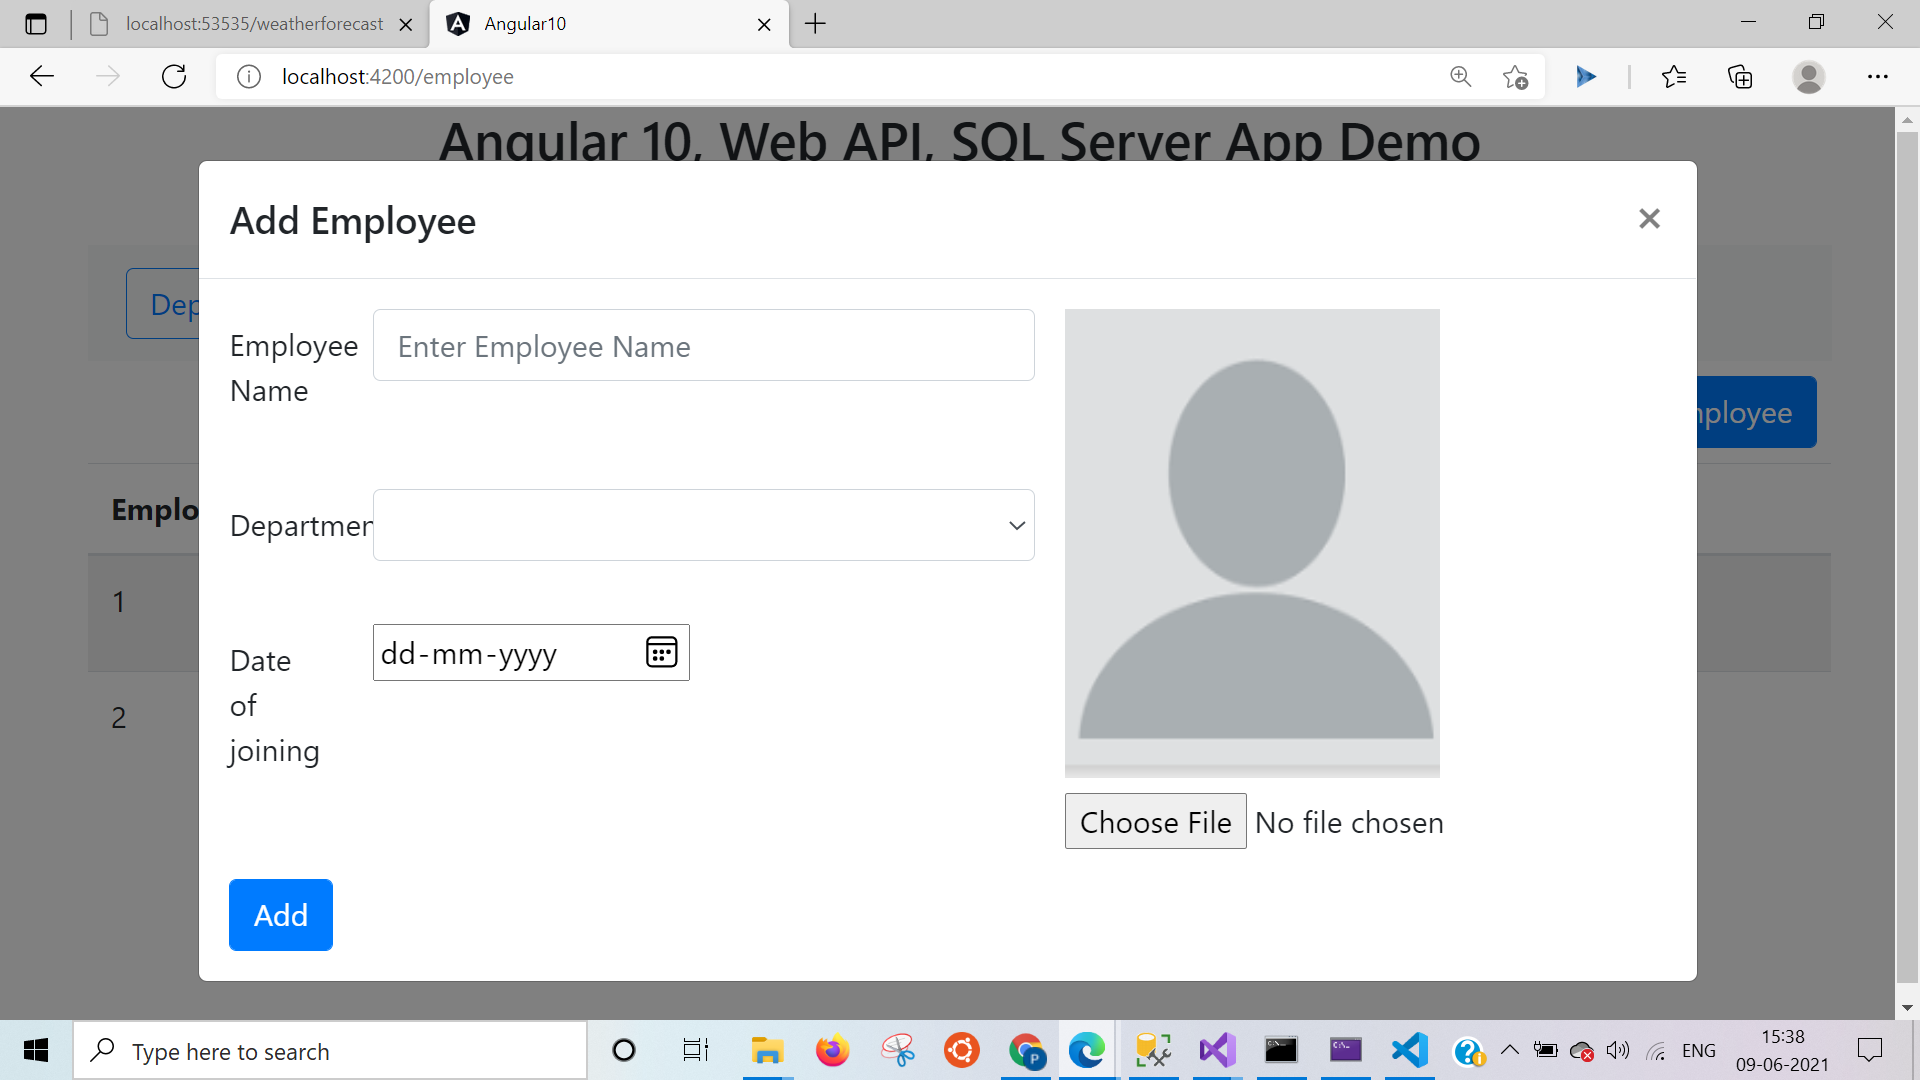 localhost:53535/weatherforecast
Angular10
localhost:4200/employee
Angular 10, Web API, SQL Server App Demo
Add Employee
Dep
Employee
Name
Enter Employee Name
mployee
Emplo
Departmen
1
dd-mm-yyyy
Date
of
joining
2
Choose File No file chosen
Add
Type here to search
ENG
15:38
09-06-2021